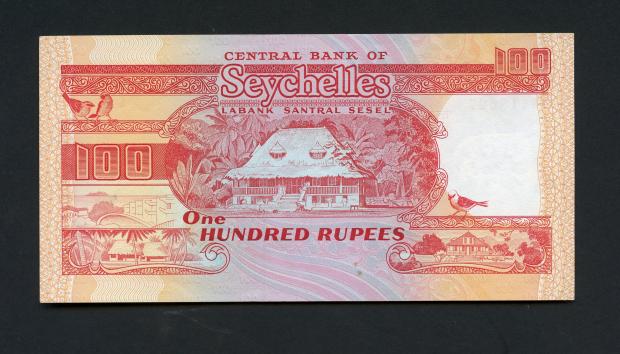 CENTRAL BANK OF
100
Seychelles
LABANK SANTRAL SESEL
100
One
HUNDRED RUPEES